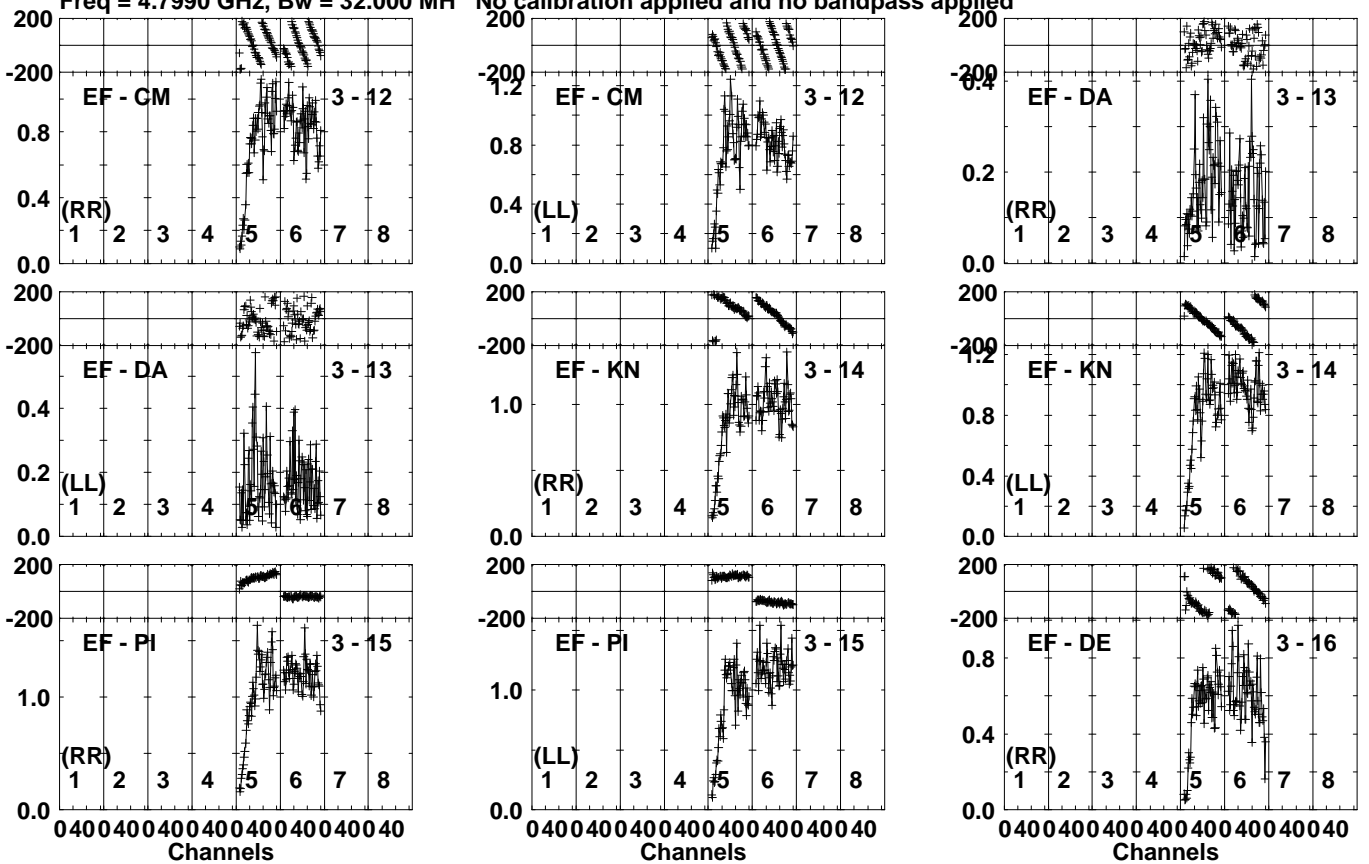 Freq = 4.7990 GHz, Bw = 32.000 MH No calibration applied and no bandpass applied
200
-200
EF - CM 3 - 12
0.8
0.4
0.0
(RR)
1 2 3 4 5 6 7 8
200
-200
1.2
EF - CM 3 - 12
0.8
0.4
0.0
(LL)
1 2 3 4 5 6 7 8
200
-200
0.4
EF - DA 3 - 13
0.2
0.0
(RR)
1 2 3 4 5 6 7 8
200
-200
EF - DA 3 - 13
0.4
0.2
0.0
(LL)
1 2 3 4 5 6 7 8
200
-200
EF - KN 3 - 14
1.0
0.0
(RR)
1 2 3 4 5 6 7 8
200
-200
1.2
EF - KN 3 - 14
0.8
0.4
0.0
(LL)
1 2 3 4 5 6 7 8
200
-200
EF - PI 3 - 15
1.0
0.0
(RR)
1 2 3 4 5 6 7 8
200
-200
EF - PI 3 - 15
1.0
0.0
(LL)
1 2 3 4 5 6 7 8
200
-200
EF - DE 3 - 16
0.8
0.4
0.0
(RR)
1 2 3 4 5 6 7 8
0 40 0 40 0 40 0 40 0 40 0 40 0 40 0 40
Channels
0 40 0 40 0 40 0 40 0 40 0 40 0 40 0 40
Channels
0 40 0 40 0 40 0 40 0 40 0 40 0 40 0 40
Channels